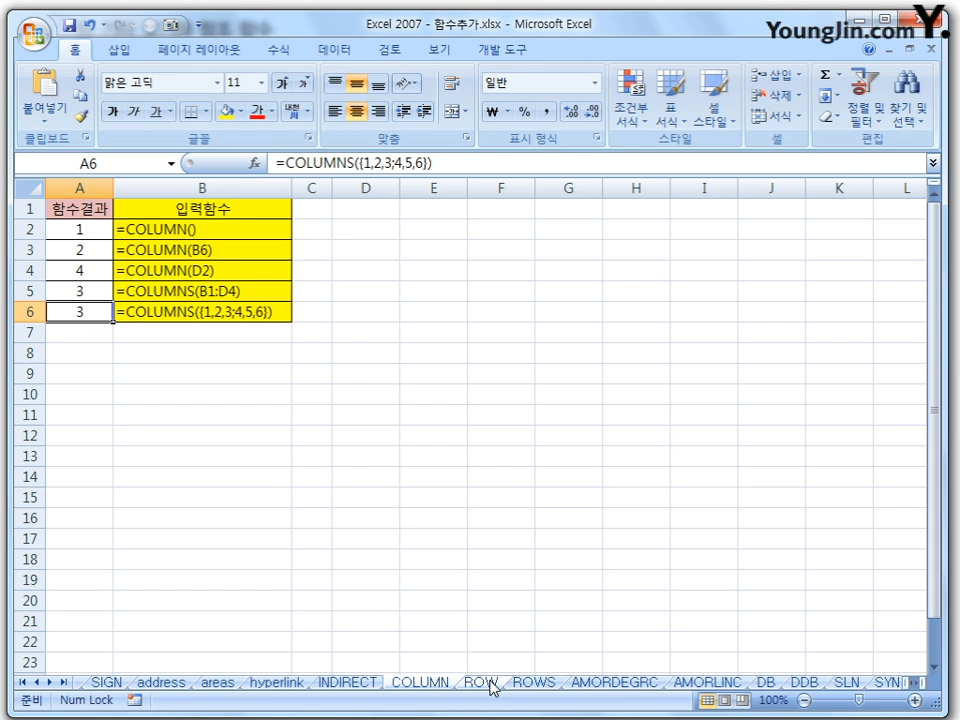 Excel 2007 - 함수추가.xlsx - Microsoft Excel
YoungJin.com Y.
홈 삽입 페이지 레이아웃 수식 데이터 검토 보기 개발 도구
붙여넣기
클립보드
맑은 고딕 11
가 가
가 가 가 가
글꼴
맞춤
일반
₩ % ,
표시 형식
조건부 서식
표 서식
셀 스타일
스타일
삽입
삭제
서식
셀
Σ
정렬 및 필터
찾기 및 선택
편집
A6 fx =COLUMNS({1,2,3;4,5,6})
A B C D E F G H I J K L
1 함수결과 입력함수
2 1 =COLUMN()
3 2 =COLUMN(B6)
4 4 =COLUMN(D2)
5 3 =COLUMNS(B1:D4)
6 3 =COLUMNS({1,2,3;4,5,6})
7
8
9
10
11
12
13
14
15
16
17
18
19
20
21
22
23
SIGN address areas hyperlink INDIRECT COLUMN ROW ROWS AMORDEGRC AMORLINC DB DDB SLN SYN
준비 Num Lock 100%